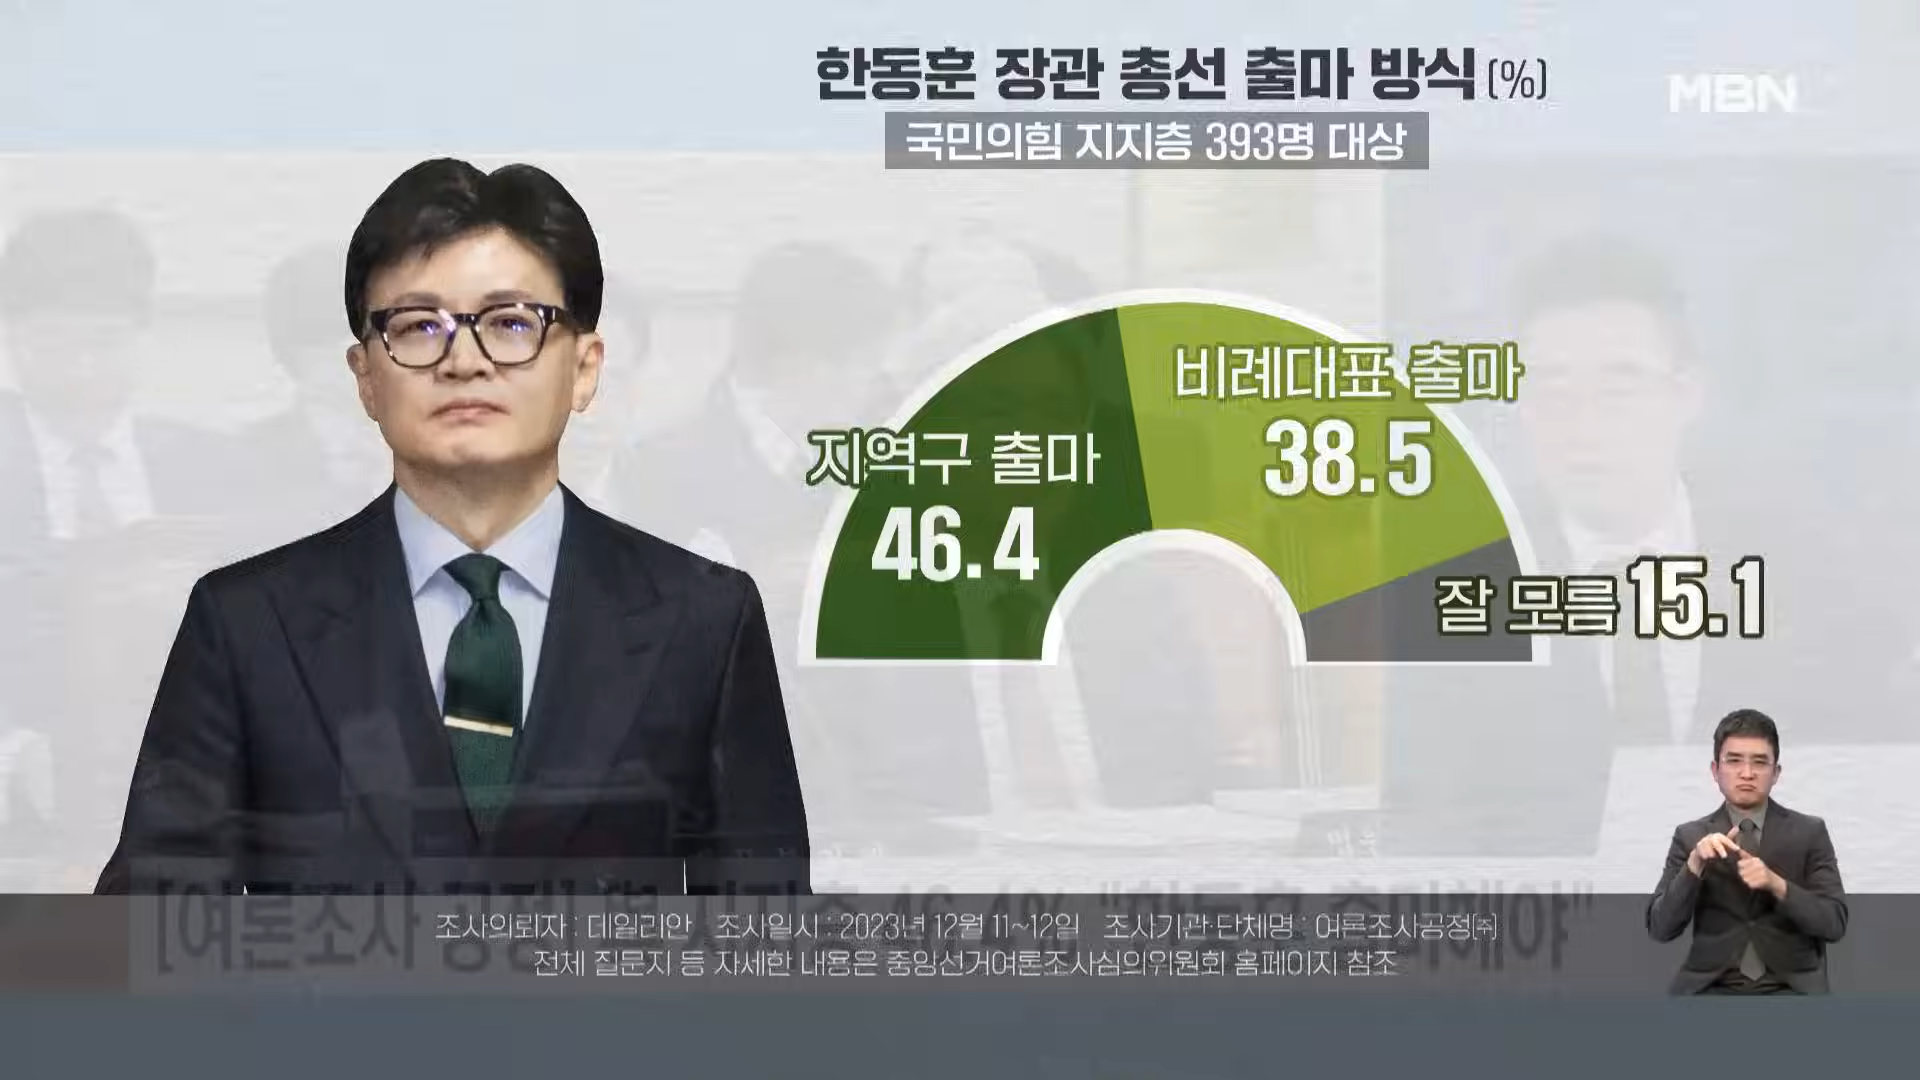 한동훈 장관 총선 출마 방식 (%)
MBN
국민의힘 지지층 393명 대상
비례대표 출마
38.5
지역구 출마
46.4
잘 모름 15.1
조사의뢰자 : 데일리안 조사일시 : 2023년 12월 11~12일 조사기관·단체명 : 여론조사공정(주)
전체 질문지 등 자세한 내용은 중앙선거여론조사심의위원회 홈페이지 참조